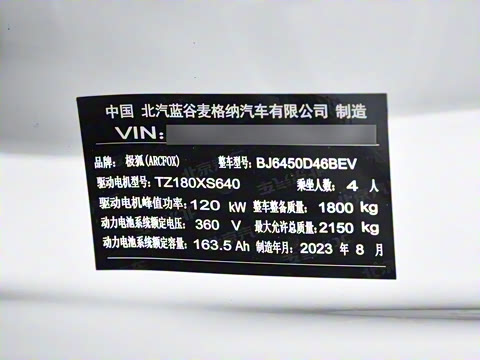 中国 北汽蓝谷麦格纳汽车有限公司 制造
VIN:
品牌: 极狐(ARCFOX) 整车型号: BJ6450D46BEV
驱动电机型号: TZ180XS640 乘坐人数: 4 人
驱动电机峰值功率: 120 kW 整车整备质量: 1800 kg
动力电池系统额定电压: 360 V 最大允许总质量: 2150 kg
动力电池系统额定容量: 163.5 Ah 制造年月: 2023 年 8 月